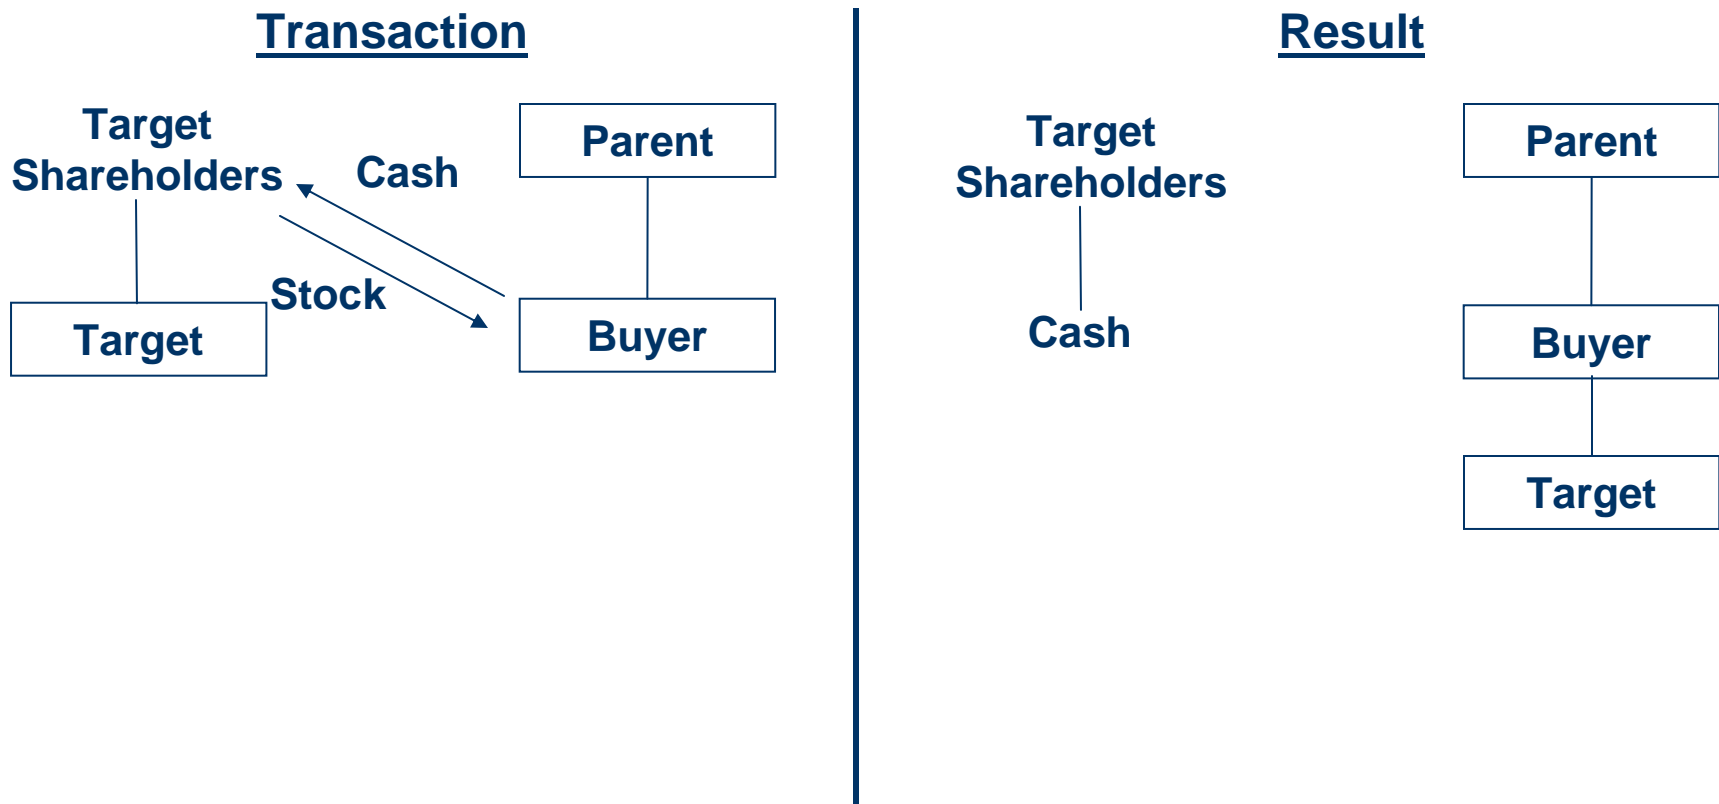 Transaction
Target
Shareholders
Cash
Parent
Stock
Target
Buyer
Result
Target
Shareholders
Parent
Cash
Buyer
Target